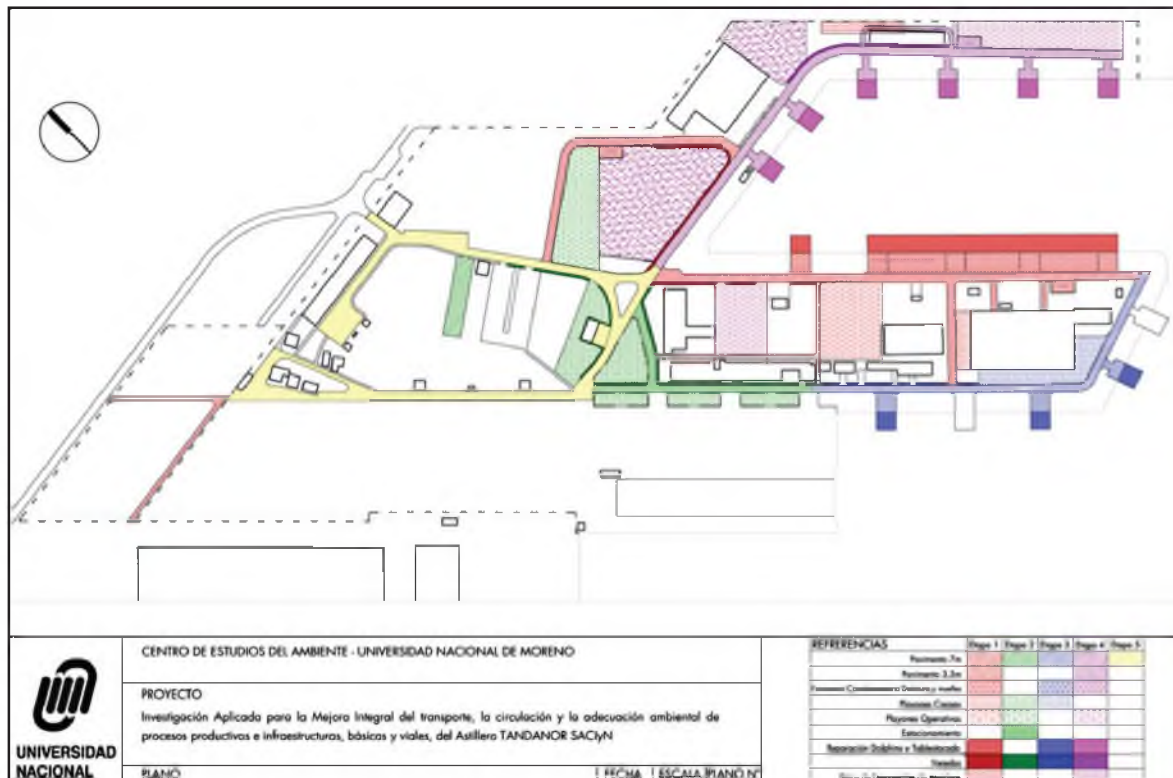 CENTRO DE ESTUDIOS DEL AMBIENTE - UNIVERSIDAD NACIONAL DE MORENO
PROYECTO
Investigación Aplicada para la Mejora Integral del transporte, la circulación y la adecuación ambiental de
procesos productivos e infraestructuras, básicas y viales, del Astillero TANDANOR SACIyN
UNIVERSIDAD
NACIONAL
PLANO
FECHA
ESCALA
PLANO Nº
REFERENCIAS
Etapa 1 Etapa 2 Etapa 3 Etapa 4 Etapa 5
Pavimento 7m
Pavimento 3,5m
Playones Operativos
Estacionamiento
Reparación Dolphins y Tablestacado
Veredas